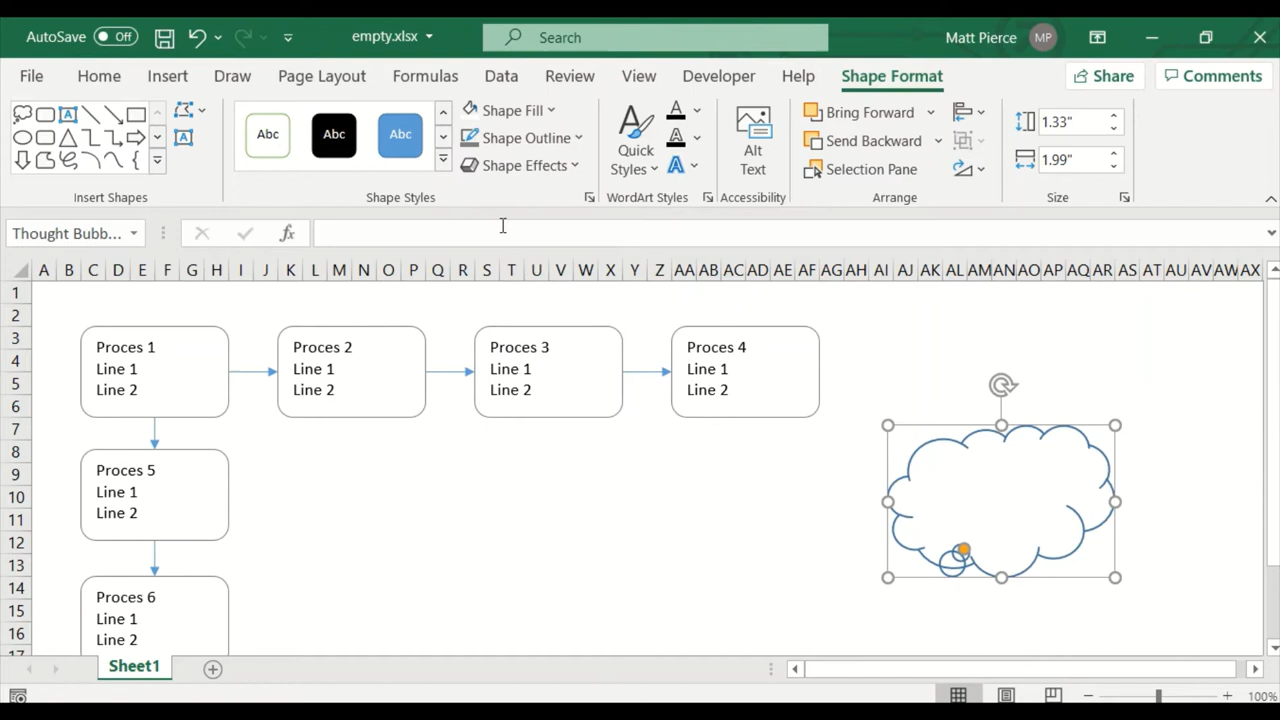 AutoSave Off empty.xlsx Search Matt Pierce MP
File Home Insert Draw Page Layout Formulas Data Review View Developer Help Shape Format Share Comments
Abc Abc Abc
Shape Fill
Shape Outline
Shape Effects
Quick
Styles
Alt
Text
Bring Forward
Send Backward
Selection Pane
1.33"
1.99"
Insert Shapes Shape Styles WordArt Styles Accessibility Arrange Size
Thought Bubb... fx
A B C D E F G H I J K L M N O P Q R S T U V W X Y Z AA AB AC AD AE AF AG AH AI AJ AK AL AM AN AO AP AQ AR AS AT AU AV AW AX
1
2
3
4
5
6
7
8
9
10
11
12
13
14
15
16
17
Proces 1
Line 1
Line 2
Proces 2
Line 1
Line 2
Proces 3
Line 1
Line 2
Proces 4
Line 1
Line 2
Proces 5
Line 1
Line 2
Proces 6
Line 1
Line 2
Sheet1
100%